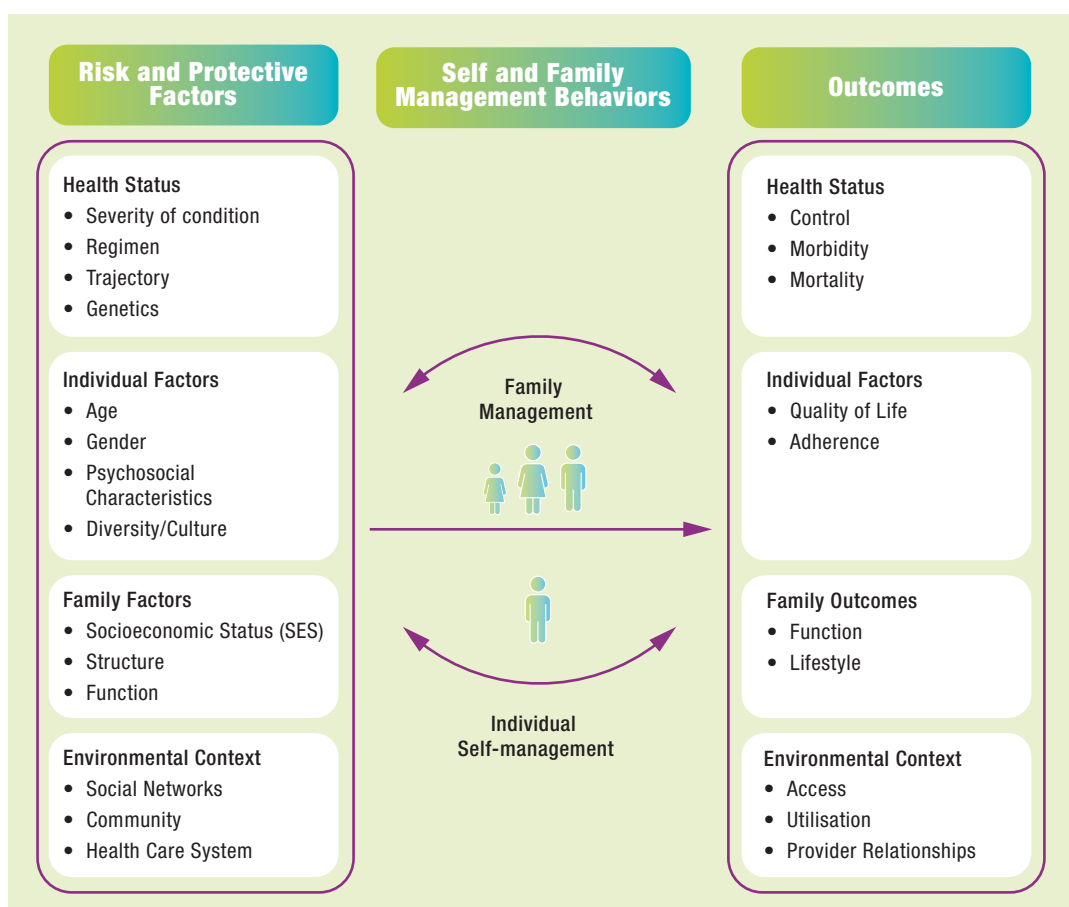 Risk and Protective
Factors
Health Status
• Severity of condition
• Regimen
• Trajectory
• Genetics
Individual Factors
• Age
• Gender
• Psychosocial
Characteristics
• Diversity/Culture
Family Factors
• Socioeconomic Status (SES)
• Structure
• Function
Environmental Context
• Social Networks
• Community
• Health Care System
Self and Family
Management Behaviors
Family
Management
Individual
Self-management
Outcomes
Health Status
• Control
• Morbidity
• Mortality
Individual Factors
• Quality of Life
• Adherence
Family Outcomes
• Function
• Lifestyle
Environmental Context
• Access
• Utilisation
• Provider Relationships